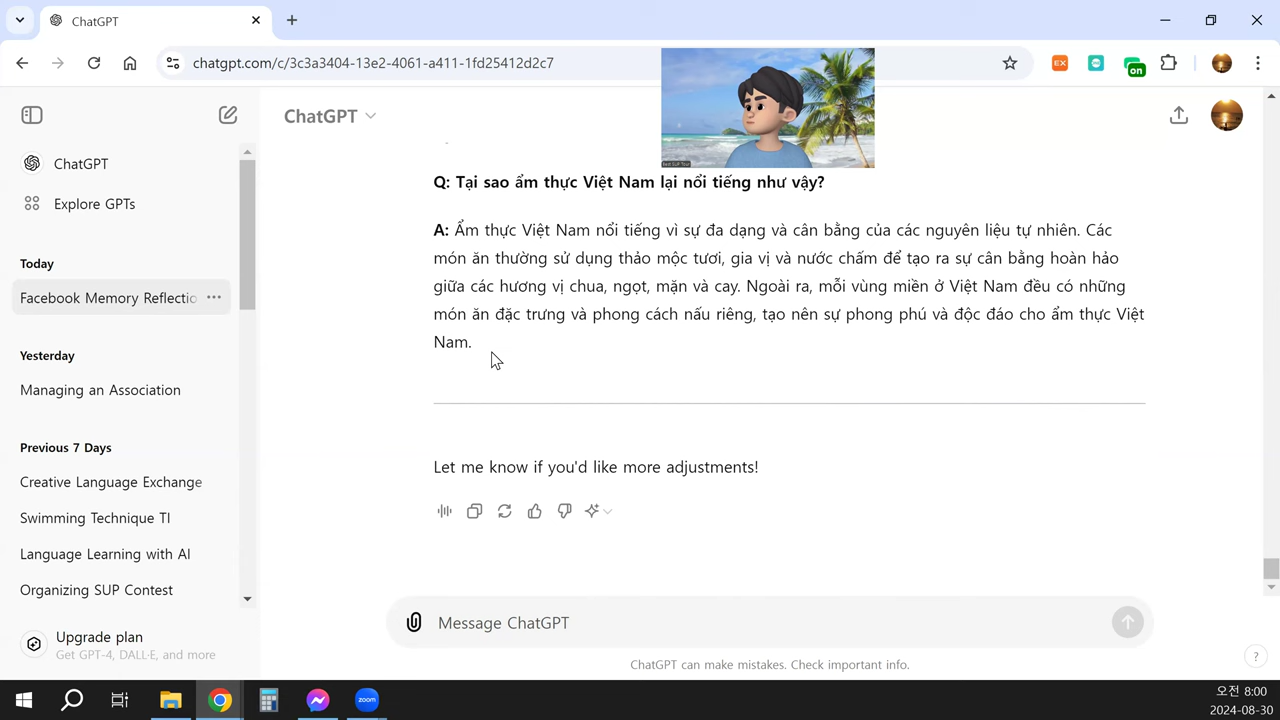 ChatGPT
chatgpt.com/c/3c3a3404-13e2-4061-a411-1fd25412d2c7
EX
on
ChatGPT
ChatGPT
Explore GPTs
Today
Facebook Memory Reflectio
Yesterday
Managing an Association
Previous 7 Days
Creative Language Exchange
Swimming Technique TI
Language Learning with AI
Organizing SUP Contest
Upgrade plan
Get GPT-4, DALL·E, and more
Q: Tại sao ẩm thực Việt Nam lại nổi tiếng như vậy?
A: Ẩm thực Việt Nam nổi tiếng vì sự đa dạng và cân bằng của các nguyên liệu tự nhiên. Các
món ăn thường sử dụng thảo mộc tươi, gia vị và nước chấm để tạo ra sự cân bằng hoàn hảo
giữa các hương vị chua, ngọt, mặn và cay. Ngoài ra, mỗi vùng miền ở Việt Nam đều có những
món ăn đặc trưng và phong cách nấu riêng, tạo nên sự phong phú và độc đáo cho ẩm thực Việt
Nam.
Let me know if you'd like more adjustments!
Message ChatGPT
ChatGPT can make mistakes. Check important info.
?
zoom
오전 8:00
2024-08-30